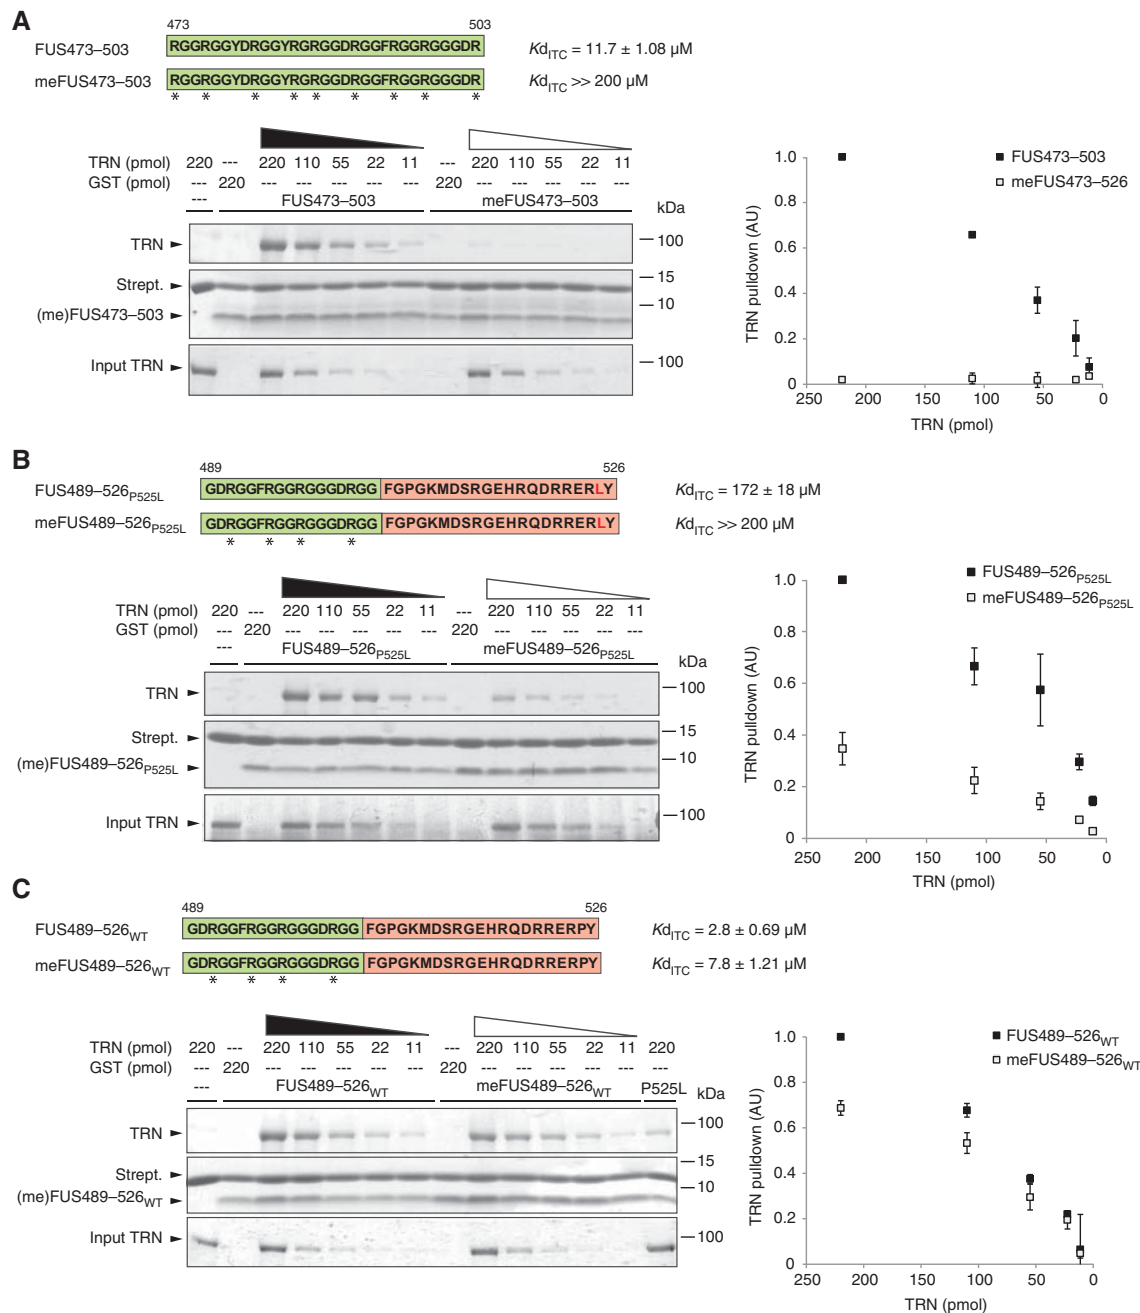 A
473 503
FUS473–503 RGGRGGYDRGGYRGRGGDRGGFRGGRGGGDR Kd_ITC = 11.7 ± 1.08 µM
meFUS473–503 RGGRGGYDRGGYRGRGGDRGGFRGGRGGGDR Kd_ITC >> 200 µM
* * * * * * * * *
TRN (pmol) 220 --- 220 110 55 22 11 --- 220 110 55 22 11
GST (pmol) --- 220 --- --- --- --- --- 220 --- --- --- --- ---
--- FUS473–503 meFUS473–503
kDa
TRN 100
Strept. 15
10
(me)FUS473–503
Input TRN 100
1.0
0.8
0.6
0.4
0.2
0
TRN pulldown (AU)
FUS473–503
meFUS473–526
250 200 150 100 50 0
TRN (pmol)
B
489 526
FUS489–526P525L GDRGGFRGGRGGGDRGG FGPGKMDSRGEHRQDRRERLY Kd_ITC = 172 ± 18 µM
meFUS489–526P525L GDRGGFRGGRGGGDRGG FGPGKMDSRGEHRQDRRERLY Kd_ITC >> 200 µM
* * * *
TRN (pmol) 220 --- 220 110 55 22 11 --- 220 110 55 22 11
GST (pmol) --- 220 --- --- --- --- --- 220 --- --- --- --- ---
--- FUS489–526P525L meFUS489–526P525L
kDa
TRN 100
Strept. 15
10
(me)FUS489–526P525L
Input TRN 100
1.0
0.8
0.6
0.4
0.2
0
TRN pulldown (AU)
FUS489–526P525L
meFUS489–526P525L
250 200 150 100 50 0
TRN (pmol)
C
489 526
FUS489–526WT GDRGGFRGGRGGGDRGG FGPGKMDSRGEHRQDRRERPY Kd_ITC = 2.8 ± 0.69 µM
meFUS489–526WT GDRGGFRGGRGGGDRGG FGPGKMDSRGEHRQDRRERPY Kd_ITC = 7.8 ± 1.21 µM
* * * *
TRN (pmol) 220 --- 220 110 55 22 11 --- 220 110 55 22 11 220
GST (pmol) --- 220 --- --- --- --- --- 220 --- --- --- --- --- ---
--- FUS489–526WT meFUS489–526WT P525L kDa
TRN 100
Strept. 15
10
(me)FUS489–526WT
Input TRN 100
1.0
0.8
0.6
0.4
0.2
0
TRN pulldown (AU)
FUS489–526WT
meFUS489–526WT
250 200 150 100 50 0
TRN (pmol)